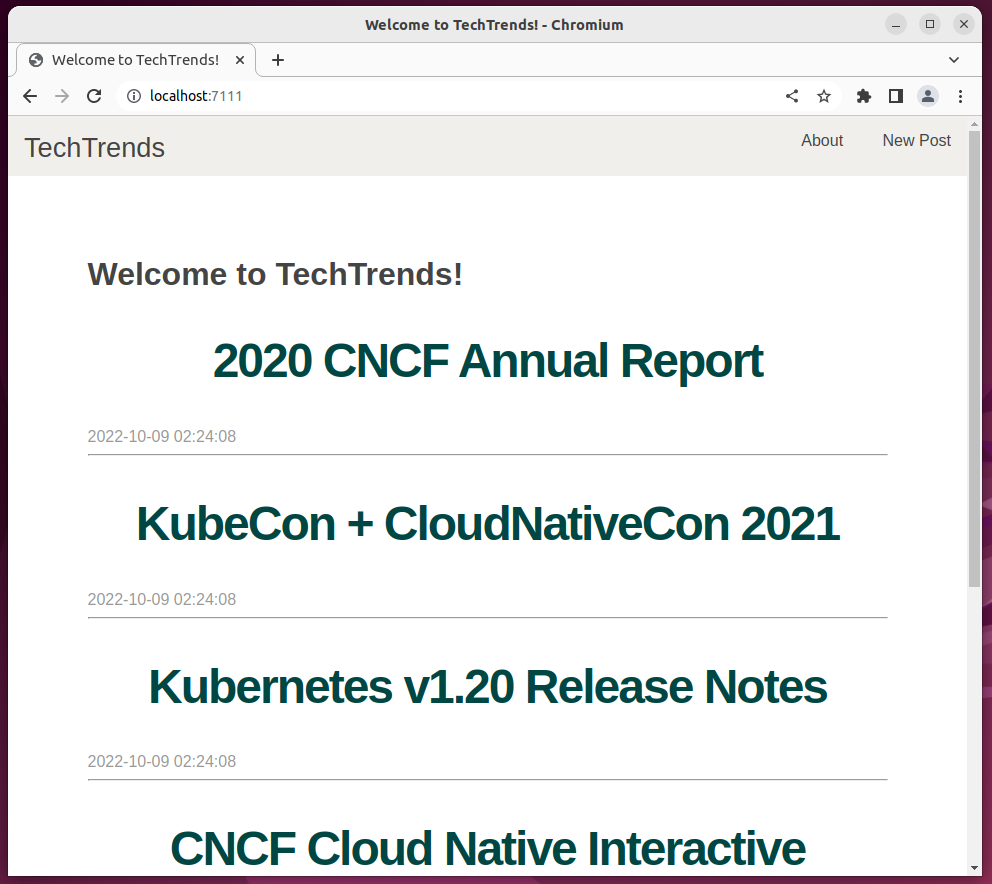 Welcome to TechTrends! - Chromium
Welcome to TechTrends!
localhost:7111
TechTrends
About
New Post
Welcome to TechTrends!
2020 CNCF Annual Report
2022-10-09 02:24:08
KubeCon + CloudNativeCon 2021
2022-10-09 02:24:08
Kubernetes v1.20 Release Notes
2022-10-09 02:24:08
CNCF Cloud Native Interactive